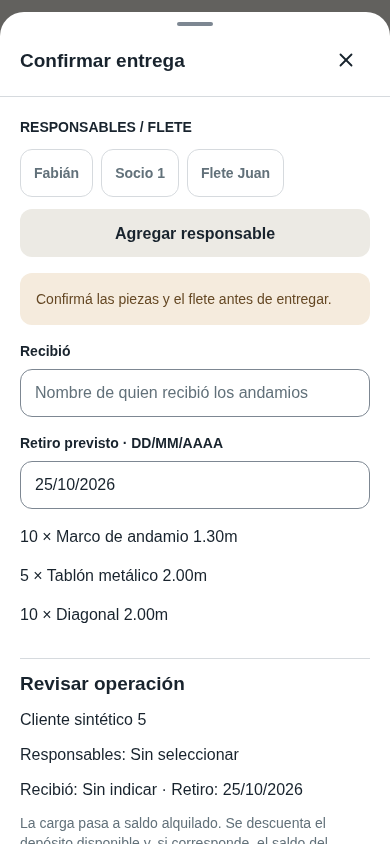 Confirmar entrega
RESPONSABLES / FLETE
Fabián
Socio 1
Flete Juan
Agregar responsable
Confirmá las piezas y el flete antes de entregar.
Recibió
Nombre de quien recibió los andamios
Retiro previsto · DD/MM/AAAA
25/10/2026
10 × Marco de andamio 1.30m
5 × Tablón metálico 2.00m
10 × Diagonal 2.00m
Revisar operación
Cliente sintético 5
Responsables: Sin seleccionar
Recibió: Sin indicar · Retiro: 25/10/2026
La carga pasa a saldo alquilado. Se descuenta el
depósito disponible y, si corresponde, el saldo del